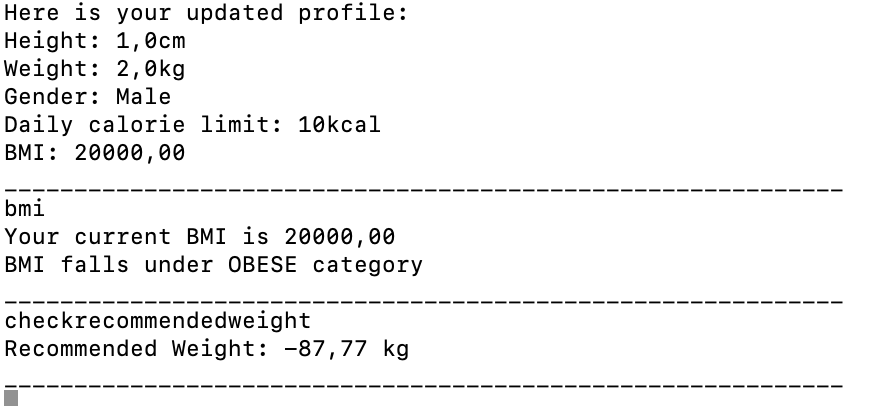 Here is your updated profile:
Height: 1,0cm
Weight: 2,0kg
Gender: Male
Daily calorie limit: 10kcal
BMI: 20000,00
____________________________________________________________
bmi
Your current BMI is 20000,00
BMI falls under OBESE category
____________________________________________________________
checkrecommendedweight
Recommended Weight: -87,77 kg
____________________________________________________________